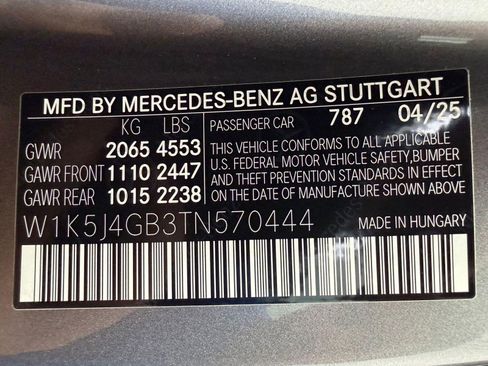 MFD BY MERCEDES-BENZ AG STUTTGART
KG LBS PASSENGER CAR 787 04/25
GVWR 2065 4553
GAWR FRONT 1110 2447
GAWR REAR 1015 2238
THIS VEHICLE CONFORMS TO ALL APPLICABLE
U.S. FEDERAL MOTOR VEHICLE SAFETY,BUMPER
AND THEFT PREVENTION STANDARDS IN EFFECT
ON THE DATE OF MANUFACTURE SHOWN ABOVE.
W1K5J4GB3TN570444 MADE IN HUNGARY